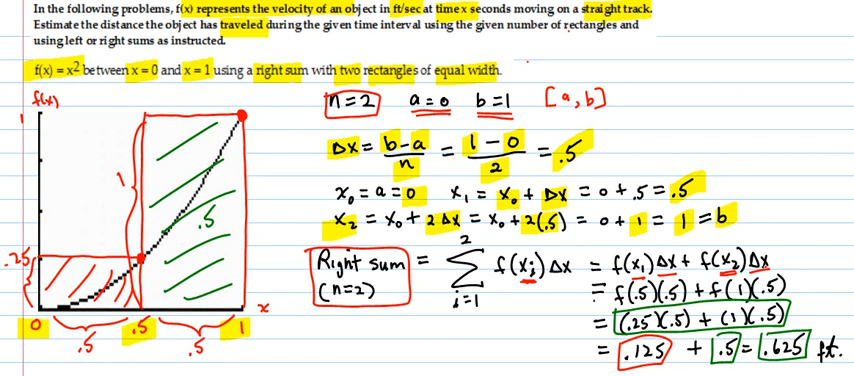 In the following problems, f(x) represents the velocity of an object in ft/sec at time x seconds moving on a straight track.
Estimate the distance the object has traveled during the given time interval using the given number of rectangles and
using left or right sums as instructed.
f(x) = x² between x = 0 and x = 1 using a right sum with two rectangles of equal width.
f(x)
1
1
.5
.25
0 .5 1 x
.5 .5
n=2 a=0 b=1 [a,b]
Δx = b-a/n = 1-0/2 = .5
x₀ = a = 0 x₁ = x₀ + Δx = 0 + .5 = .5
x₂ = x₀ + 2Δx = x₀ + 2(.5) = 0 + 1 = 1 = b
Right sum (n=2) = 2 Σ i=1 f(xᵢ) Δx = f(x₁)Δx + f(x₂)Δx
= f(.5)(.5) + f(1)(.5)
= (.25)(.5) + (1)(.5)
= .125 + .5 = .625 ft.